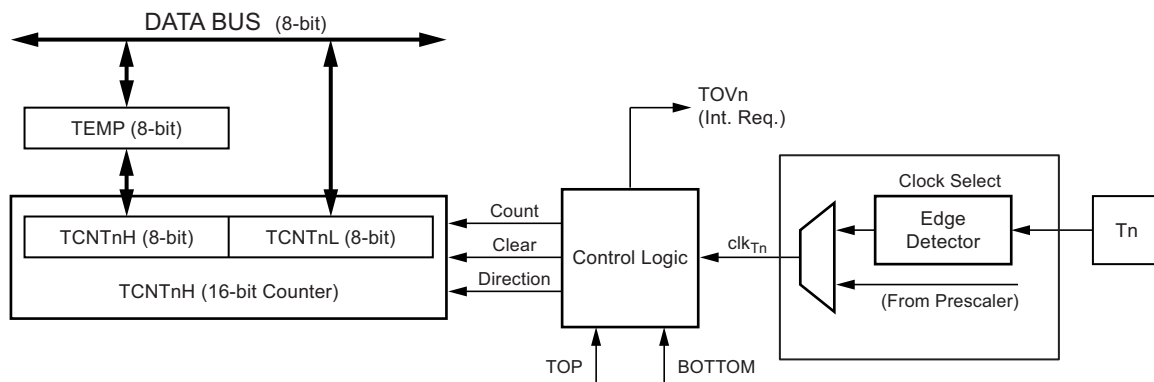 DATA BUS (8-bit)
TEMP (8-bit)
TCNTnH (8-bit)
TCNTnL (8-bit)
TCNTnH (16-bit Counter)
Count
Clear
Direction
TOVn
(Int. Req.)
Control Logic
TOP
BOTTOM
clkTn
Clock Select
Edge
Detector
(From Prescaler)
Tn